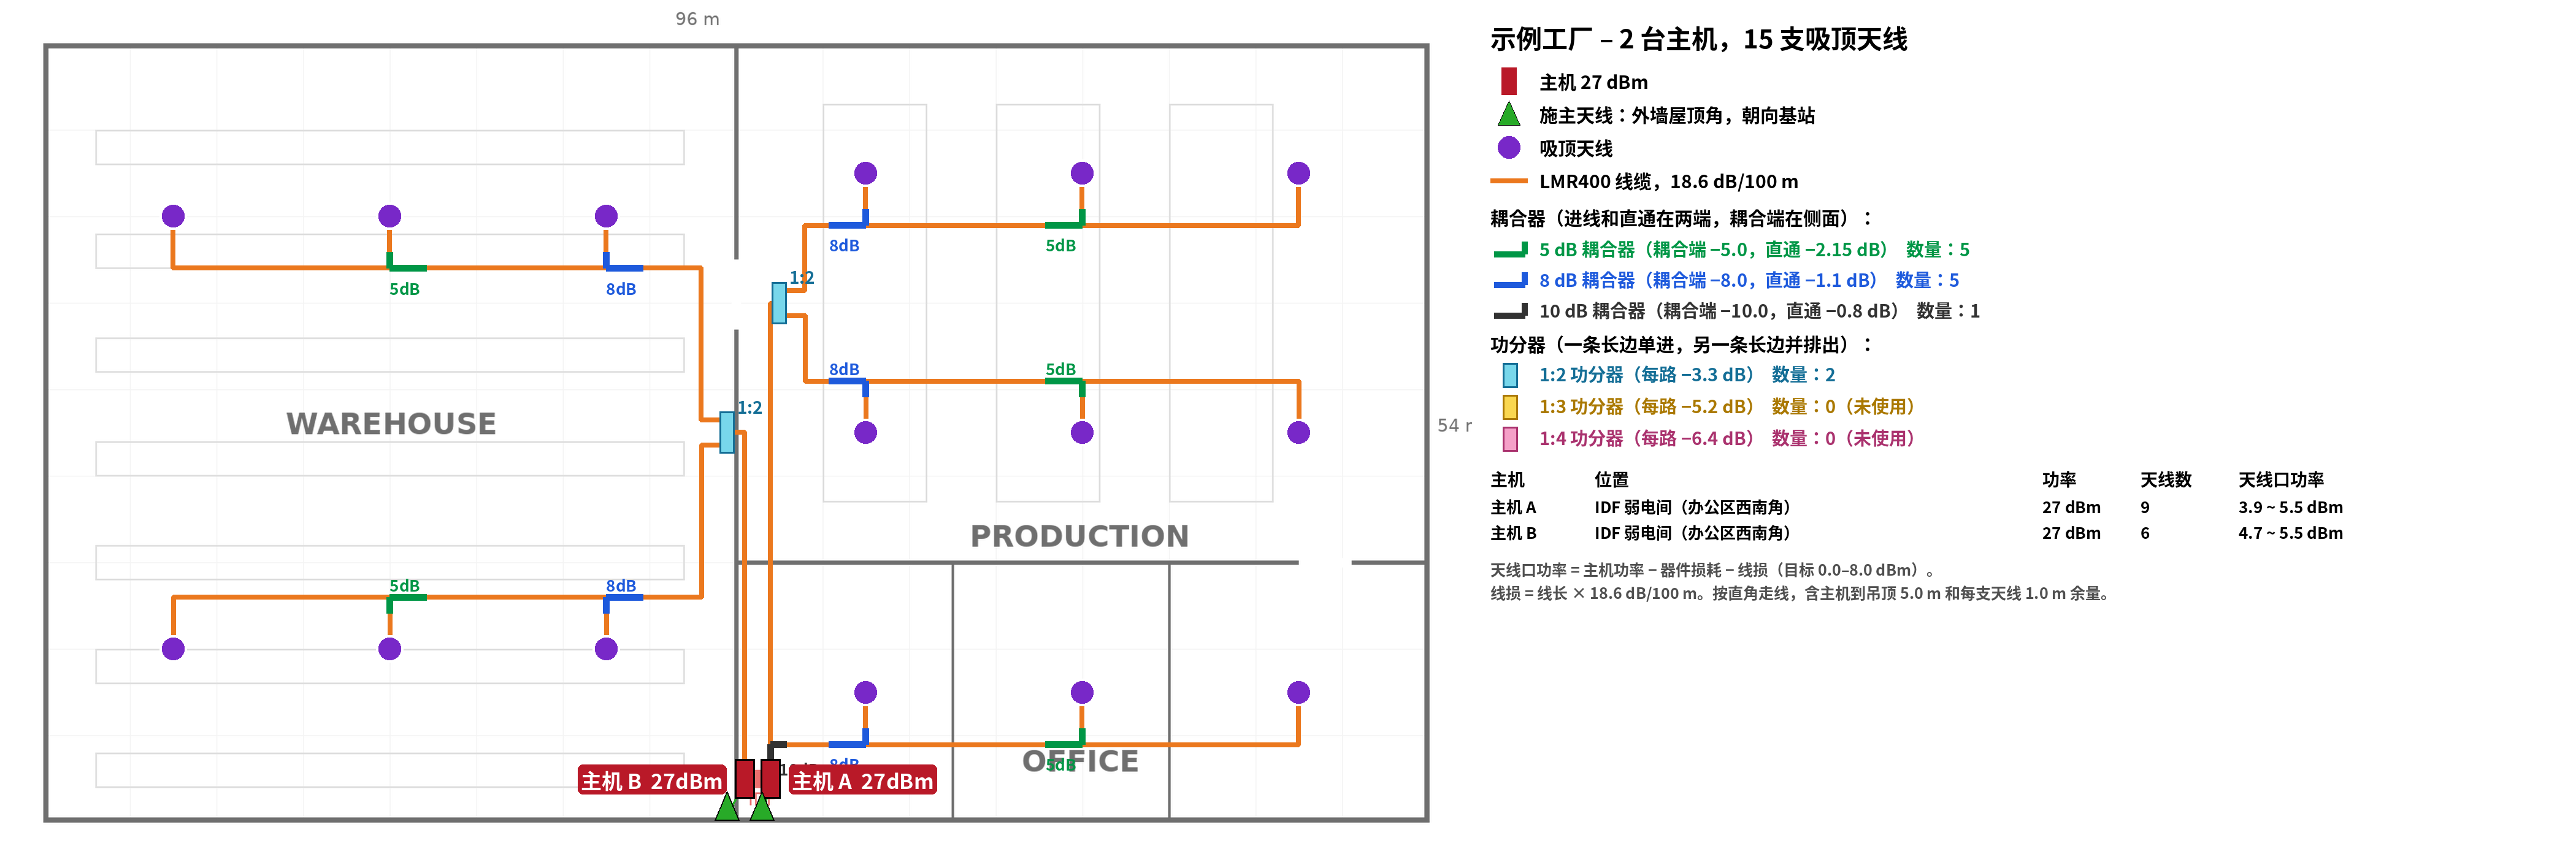 96 m
54 r
1:2
8dB
5dB
5dB
8dB
8dB
5dB
1:2
WAREHOUSE
PRODUCTION
5dB
8dB
OFFICE
8dB
5dB
主机 B 27dBm
主机 A 27dBm
示例工厂 – 2 台主机，15 支吸顶天线
主机 27 dBm
施主天线：外墙屋顶角，朝向基站
吸顶天线
LMR400 线缆，18.6 dB/100 m
耦合器（进线和直通在两端，耦合端在侧面）：
5 dB 耦合器（耦合端 −5.0，直通 −2.15 dB） 数量：5
8 dB 耦合器（耦合端 −8.0，直通 −1.1 dB） 数量：5
10 dB 耦合器（耦合端 −10.0，直通 −0.8 dB） 数量：1
功分器（一条长边单进，另一条长边并排出）：
1:2 功分器（每路 −3.3 dB） 数量：2
1:3 功分器（每路 −5.2 dB） 数量：0（未使用）
1:4 功分器（每路 −6.4 dB） 数量：0（未使用）
主机 位置 功率 天线数 天线口功率
主机 A IDF 弱电间（办公区西南角） 27 dBm 9 3.9 ~ 5.5 dBm
主机 B IDF 弱电间（办公区西南角） 27 dBm 6 4.7 ~ 5.5 dBm
天线口功率 = 主机功率 − 器件损耗 − 线损（目标 0.0–8.0 dBm）。
线损 = 线长 × 18.6 dB/100 m。按直角走线，含主机到吊顶 5.0 m 和每支天线 1.0 m 余量。